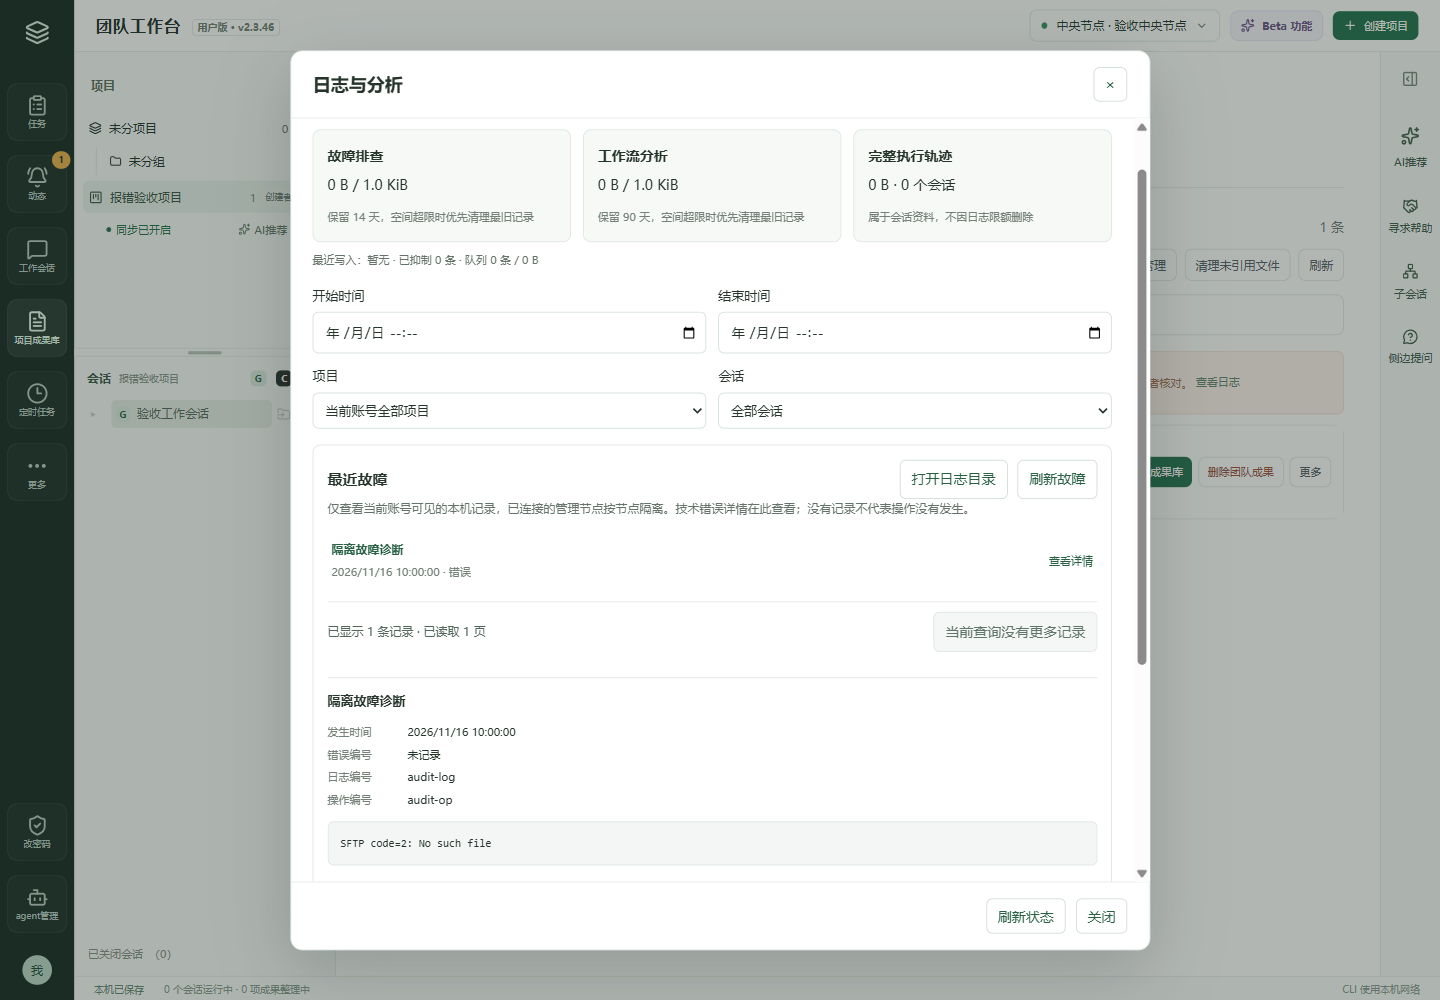 团队工作台
用户版 • v2.3.46
中央节点 · 验收中央节点
Beta 功能
创建项目
任务
1
动态
工作会话
项目成果库
定时任务
更多
改密码
agent管理
我
项目
未分项目
0
未分组
报错验收项目
1
同步已开启
AI推荐
会话
报错验收项目
G
C
G
验收工作会话
已关闭会话 (0)
日志与分析
×
故障排查
0 B / 1.0 KiB
保留 14 天，空间超限时优先清理最旧记录
工作流分析
0 B / 1.0 KiB
保留 90 天，空间超限时优先清理最旧记录
完整执行轨迹
0 B · 0 个会话
属于会话资料，不因日志限额删除
最近写入：暂无 · 已抑制 0 条 · 队列 0 条 / 0 B
开始时间
结束时间
年 /月/日 --:--
年 /月/日 --:--
项目
会话
当前账号全部项目
全部会话
最近故障
打开日志目录
刷新故障
仅查看当前账号可见的本机记录，已连接的管理节点按节点隔离。技术错误详情在此查看；没有记录不代表操作没有发生。
隔离故障诊断
2026/11/16 10:00:00 · 错误
查看详情
已显示 1 条记录 · 已读取 1 页
当前查询没有更多记录
隔离故障诊断
发生时间 2026/11/16 10:00:00
错误编号 未记录
日志编号 audit-log
操作编号 audit-op
SFTP code=2: No such file
刷新状态
关闭
1 条
清理未引用文件
刷新
者核对。 查看日志
成果库
删除团队成果
更多
AI推荐
寻求帮助
子会话
侧边提问
本机已保存
0 个会话运行中 · 0 项成果整理中
CLI 使用本机网络